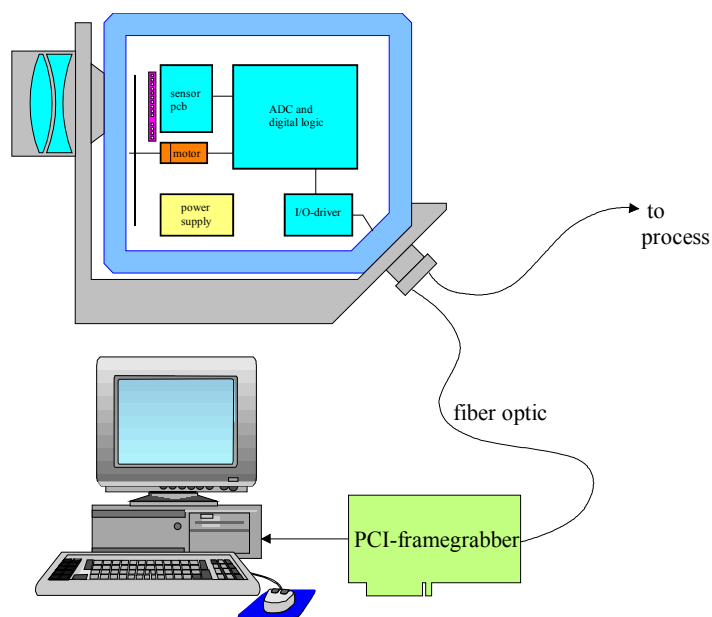 sensor
pcb
ADC and
digital logic
motor
power
supply
I/O-driver
to
process
fiber optic
PCI-framegrabber